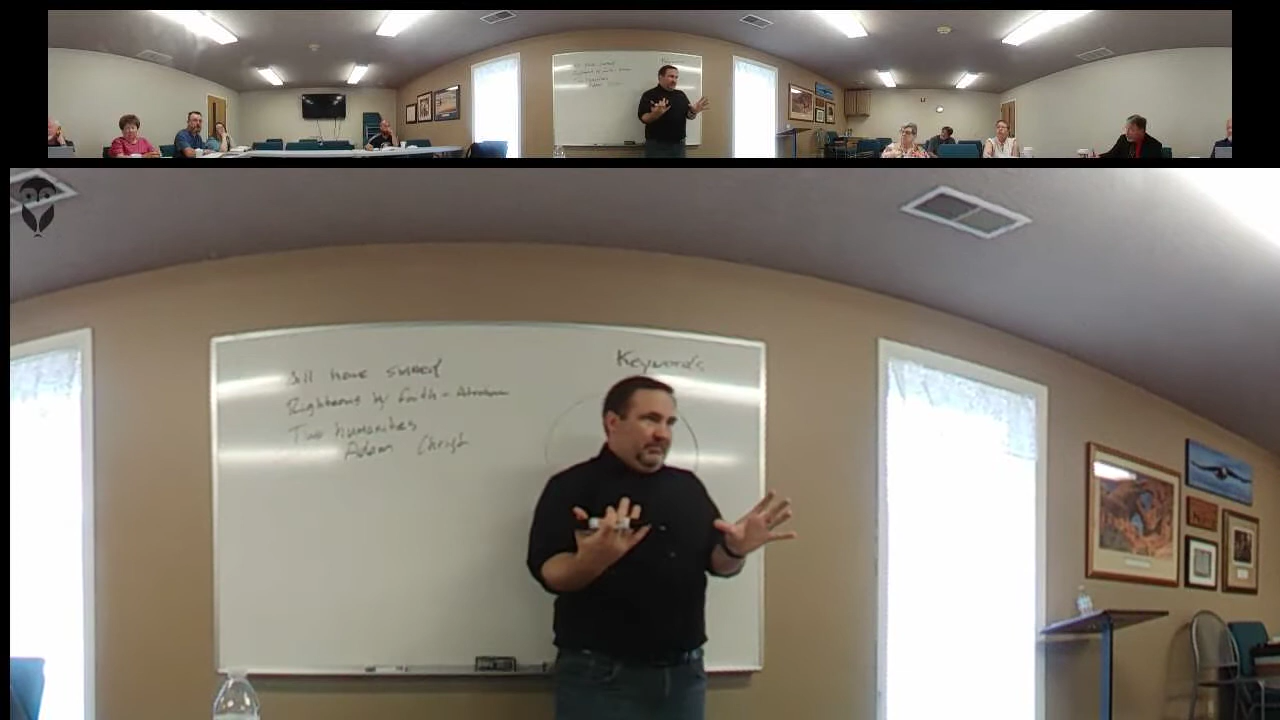 All have sinned
Righteous by faith - Abraham
Two humanities
Adam Christ
Keywords